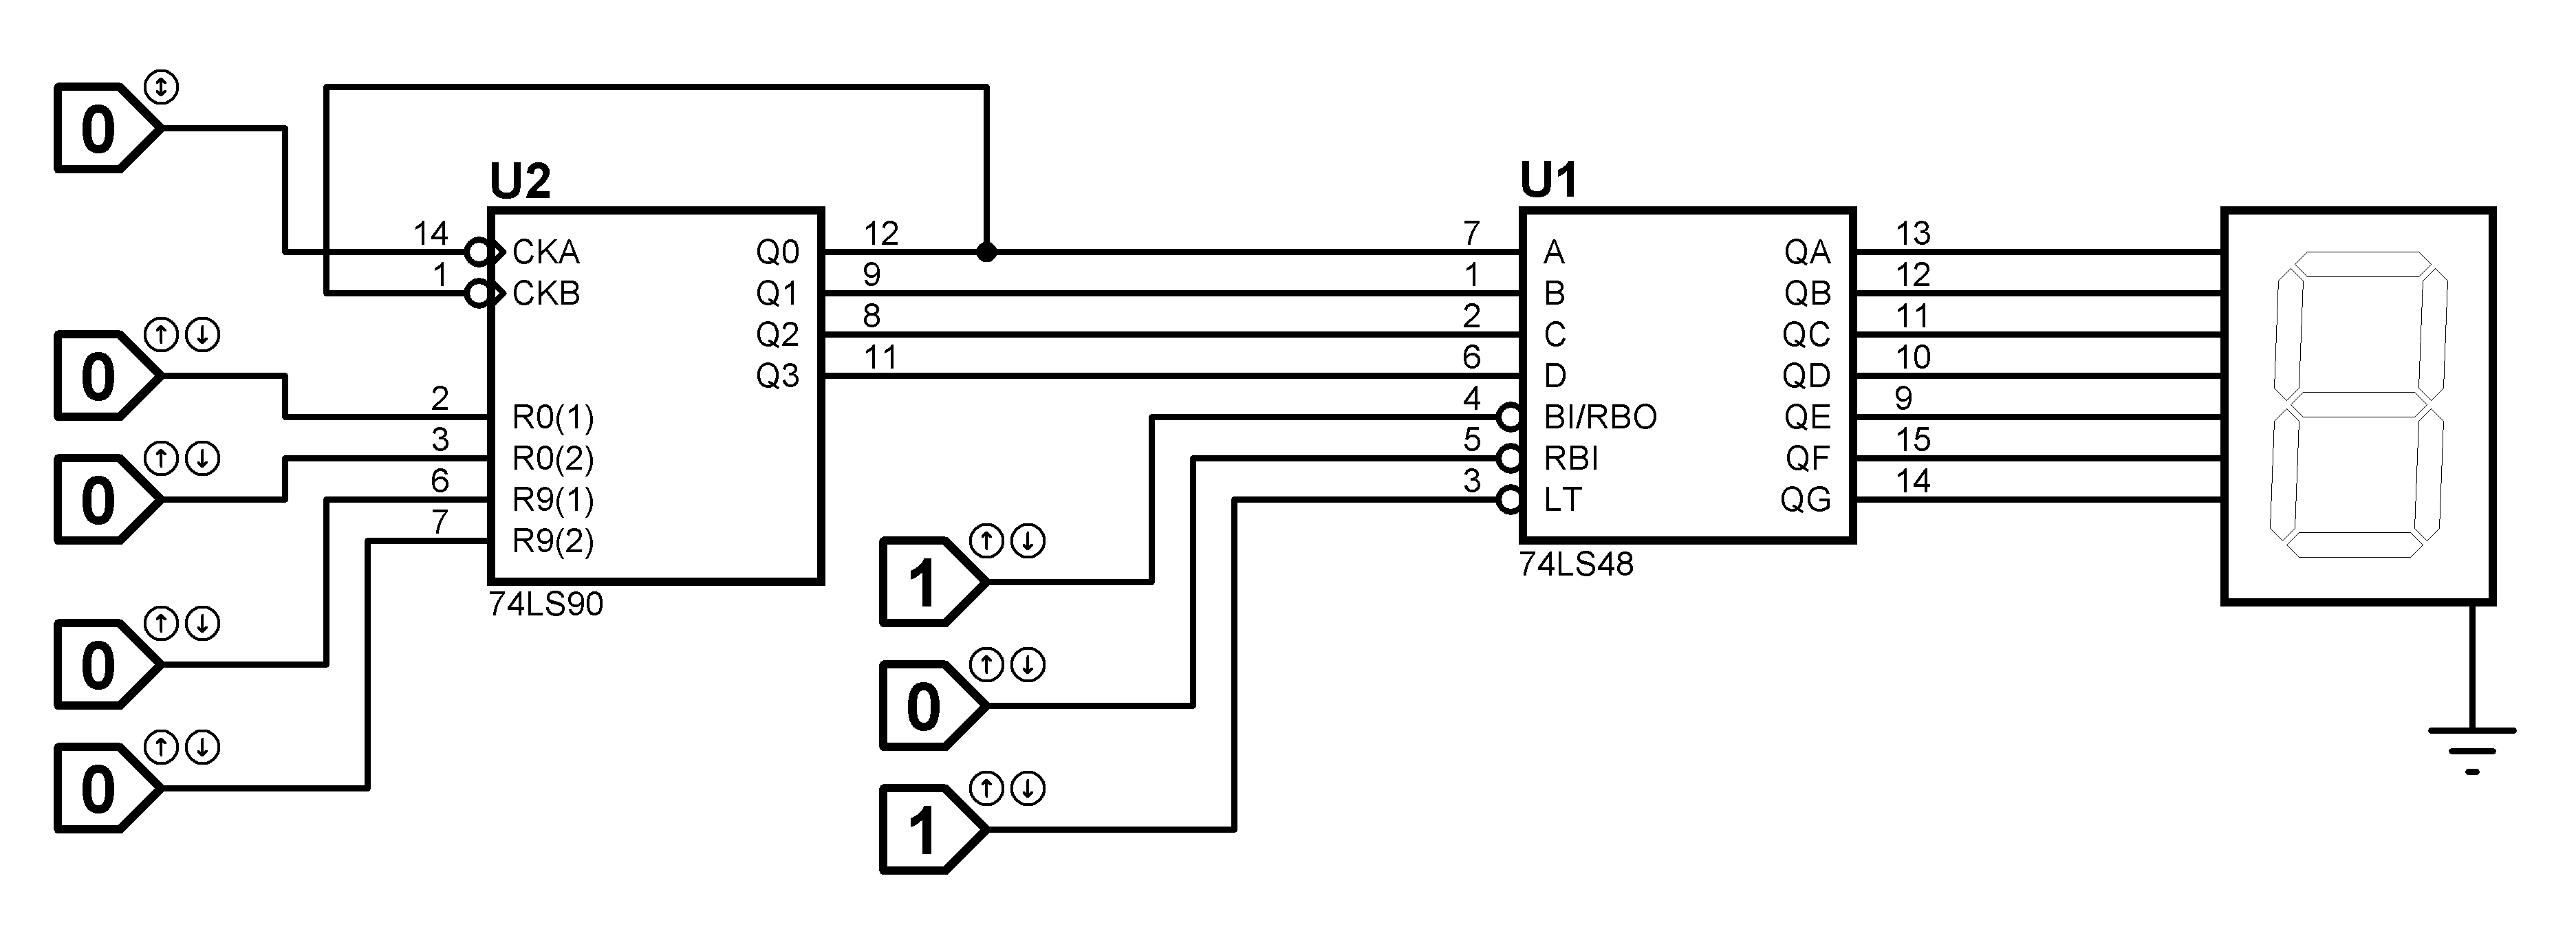 0
U2
14 CKA Q0 12
1 CKB Q1 9
Q2 8
Q3 11
0
2 R0(1)
0
3 R0(2)
6 R9(1)
7 R9(2)
74LS90
0
0
U1
7 A QA 13
1 B QB 12
2 C QC 11
6 D QD 10
4 BI/RBO QE 9
5 RBI QF 15
3 LT QG 14
74LS48
1
0
1